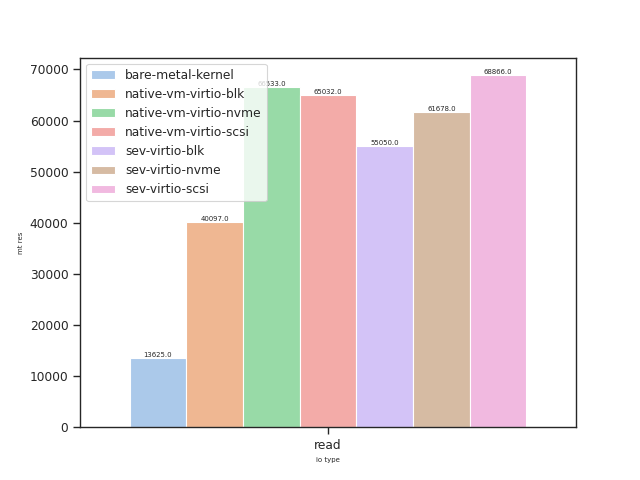 70000
60000
50000
40000
30000
20000
10000
0
mt res
bare-metal-kernel
native-vm-virtio-blk
native-vm-virtio-nvme
native-vm-virtio-scsi
sev-virtio-blk
sev-virtio-nvme
sev-virtio-scsi
13625.0
40097.0
65032.0
55050.0
61678.0
68866.0
read
io type